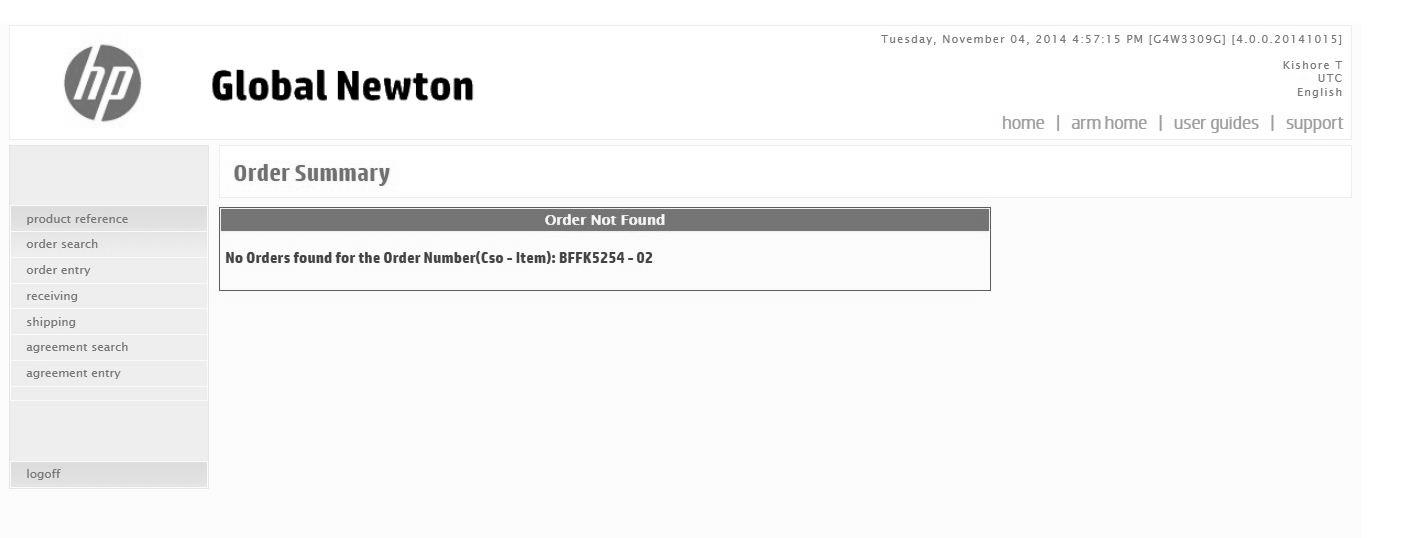 Tuesday, November 04, 2014 4:57:15 PM [G4W3309G] [4.0.0.20141015]
hp
Global Newton
Kishore T
UTC
English
home | arm home | user guides | support
Order Summary
product reference
order search
order entry
receiving
shipping
agreement search
agreement entry
logoff
Order Not Found
No Orders found for the Order Number(Cso - Item): BFFK5254 - 02